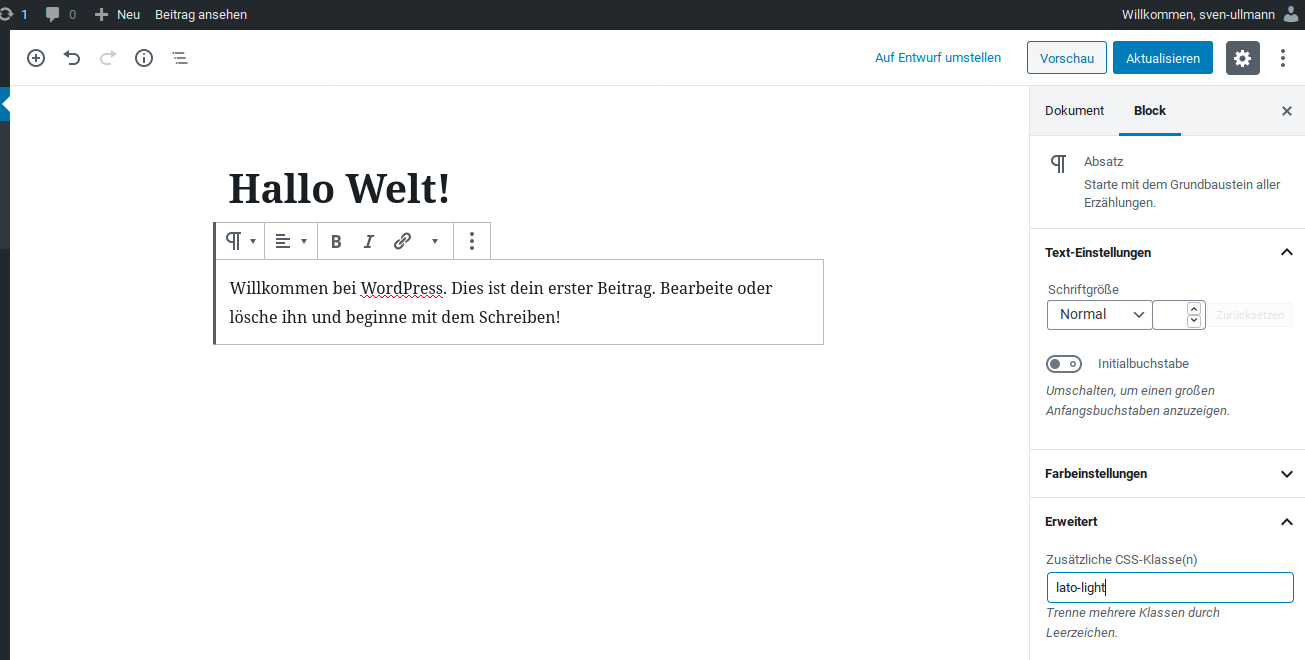 1 0 Neu Beitrag ansehen Willkommen, sven-ullmann
Auf Entwurf umstellen Vorschau Aktualisieren
Dokument Block
Absatz
Starte mit dem Grundbaustein aller
Erzählungen.
Hallo Welt!
B I
Willkommen bei WordPress. Dies ist dein erster Beitrag. Bearbeite oder
lösche ihn und beginne mit dem Schreiben!
Text-Einstellungen
Schriftgröße
Normal Zurücksetzen
Initialbuchstabe
Umschalten, um einen großen
Anfangsbuchstaben anzuzeigen.
Farbeinstellungen
Erweitert
Zusätzliche CSS-Klasse(n)
lato-light
Trenne mehrere Klassen durch
Leerzeichen.